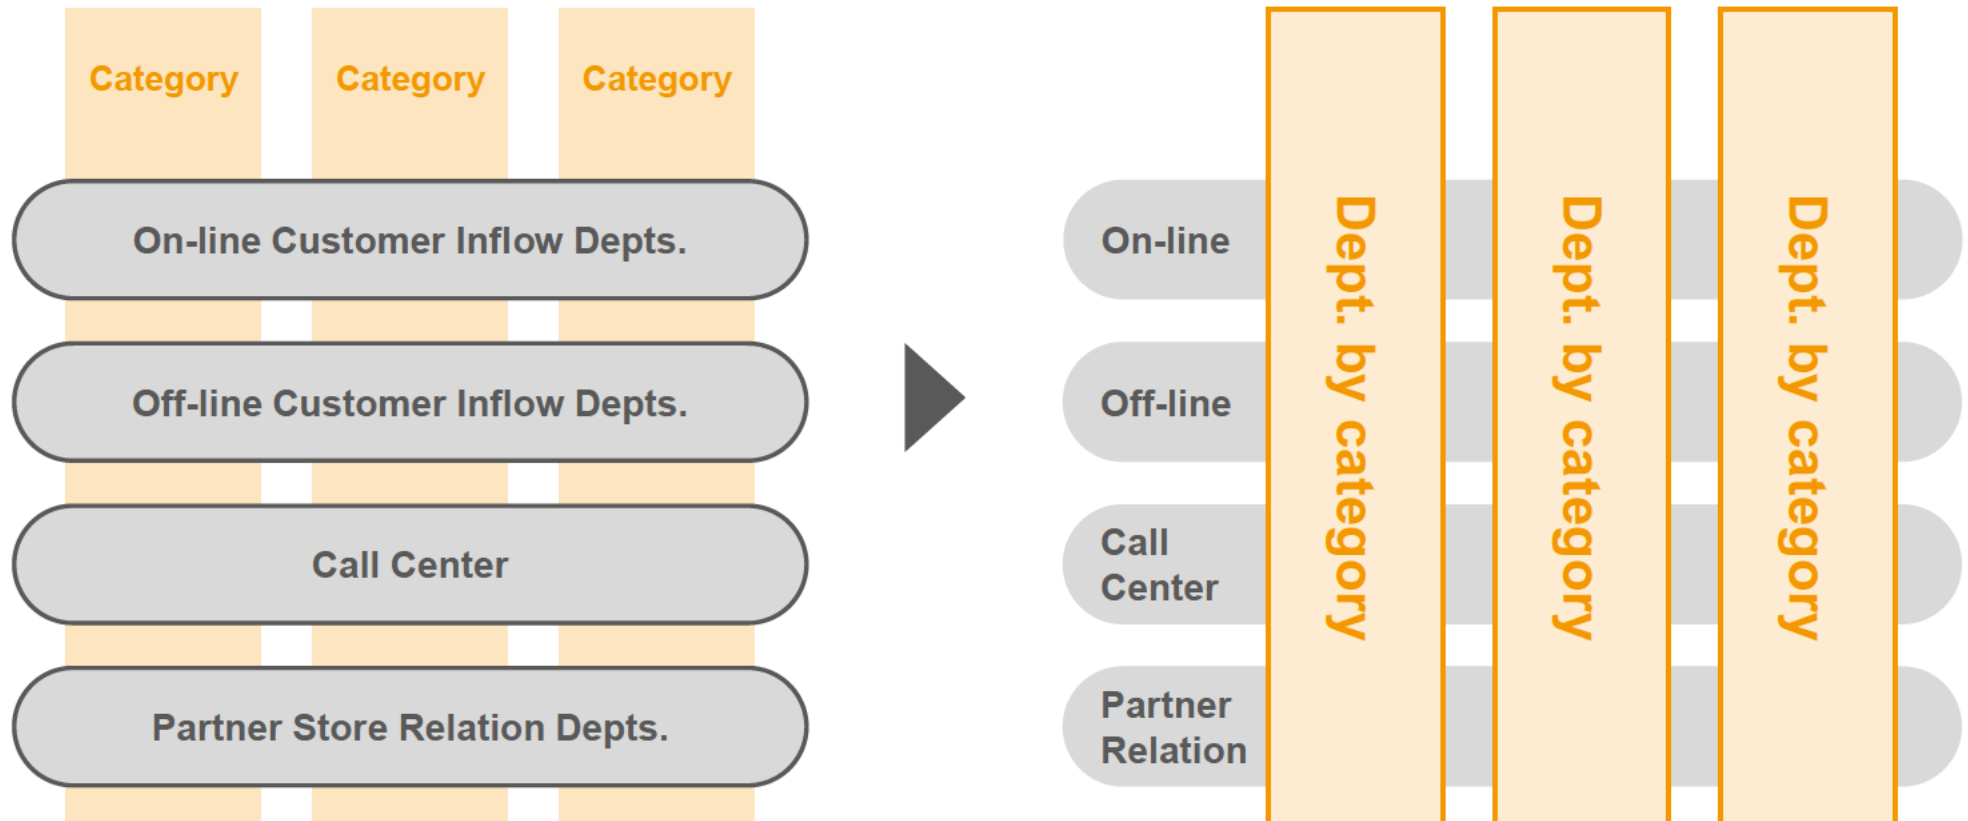 Category
Category
Category
On-line Customer Inflow Depts.
Off-line Customer Inflow Depts.
Call Center
Partner Store Relation Depts.
On-line
Off-line
Call
Center
Partner
Relation
Dept. by category
Dept. by category
Dept. by category